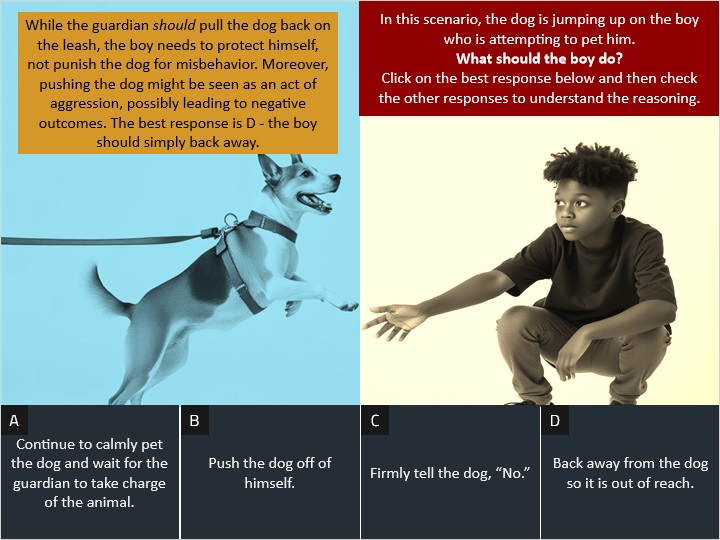 While the guardian should pull the dog back on
the leash, the boy needs to protect himself,
not punish the dog for misbehavior. Moreover,
pushing the dog might be seen as an act of
aggression, possibly leading to negative
outcomes. The best response is D - the boy
should simply back away.
In this scenario, the dog is jumping up on the boy
who is attempting to pet him.
What should the boy do?
Click on the best response below and then check
the other responses to understand the reasoning.
A
Continue to calmly pet
the dog and wait for the
guardian to take charge
of the animal.
B
Push the dog off of
himself.
C
Firmly tell the dog, “No.”
D
Back away from the dog
so it is out of reach.